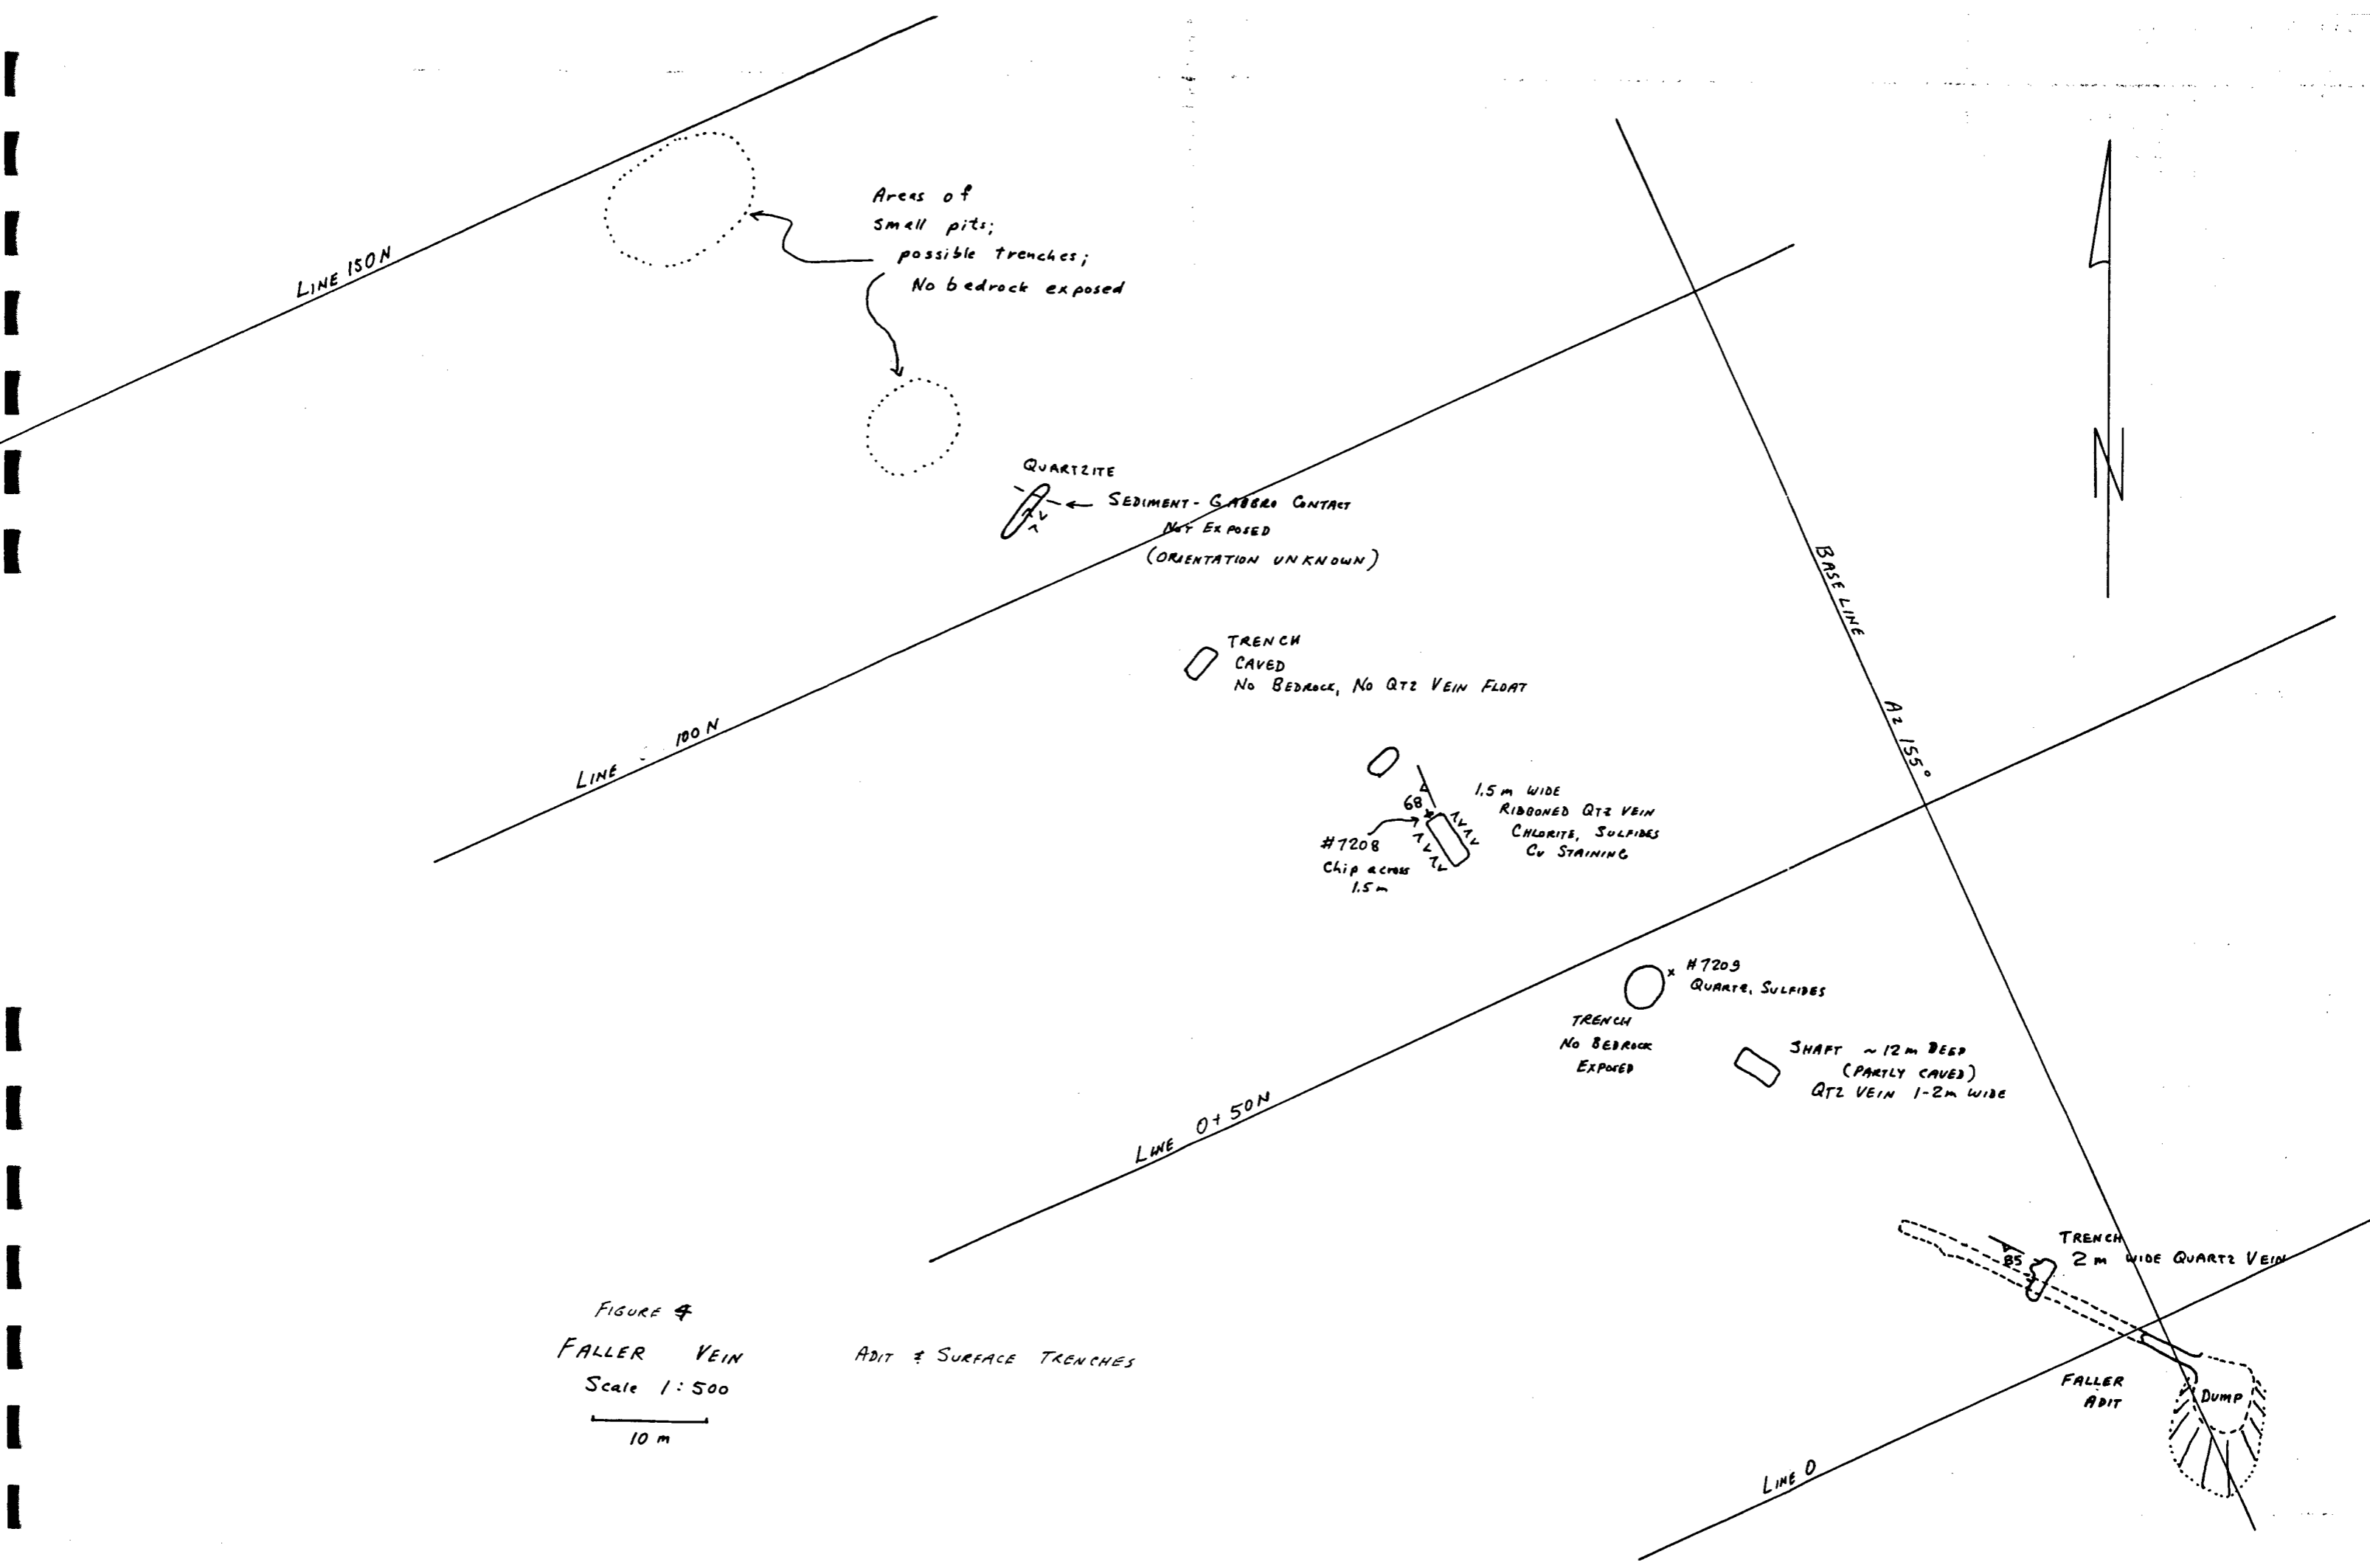 Areas of
small pits;
possible trenches;
No bedrock exposed
LINE 150N
N
QUARTZITE
SEDIMENT - GABBRO CONTACT
NOT EXPOSED
(ORIENTATION UNKNOWN)
BASE LINE
AZ 155°
TRENCH
CAVED
NO BEDROCK, NO QTZ VEIN FLOAT
LINE 100N
68
1.5 m WIDE
RIBBONED QTZ VEIN
CHLORITE, SULFIDES
CU STAINING
#7208
Chip across
1.5 m
#7209
QUARTZ, SULFIDES
TRENCH
NO BEDROCK
EXPOSED
SHAFT ~12 m DEEP
(PARTLY CAVED)
QTZ VEIN 1-2m WIDE
LINE 0+50N
TRENCH
2 m WIDE QUARTZ VEIN
85
FALLER
ADIT
DUMP
LINE 0
FIGURE 4
FALLER VEIN ADIT & SURFACE TRENCHES
Scale 1:500
10 m